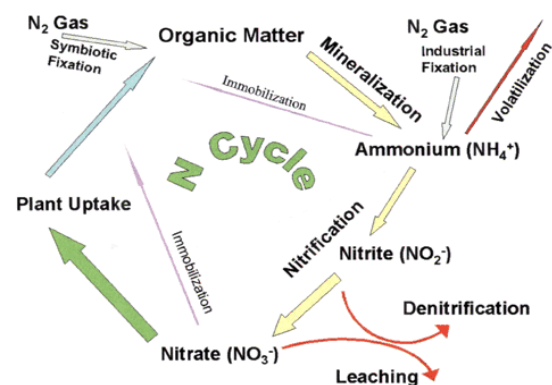 N₂ Gas
Symbiotic
Fixation
Organic Matter
Mineralization
N₂ Gas
Industrial
Fixation
Volatilization
Immobilization
N Cycle
Ammonium (NH₄⁺)
Plant Uptake
Immobilization
Nitrification
Nitrite (NO₂⁻)
Denitrification
Nitrate (NO₃⁻)
Leaching